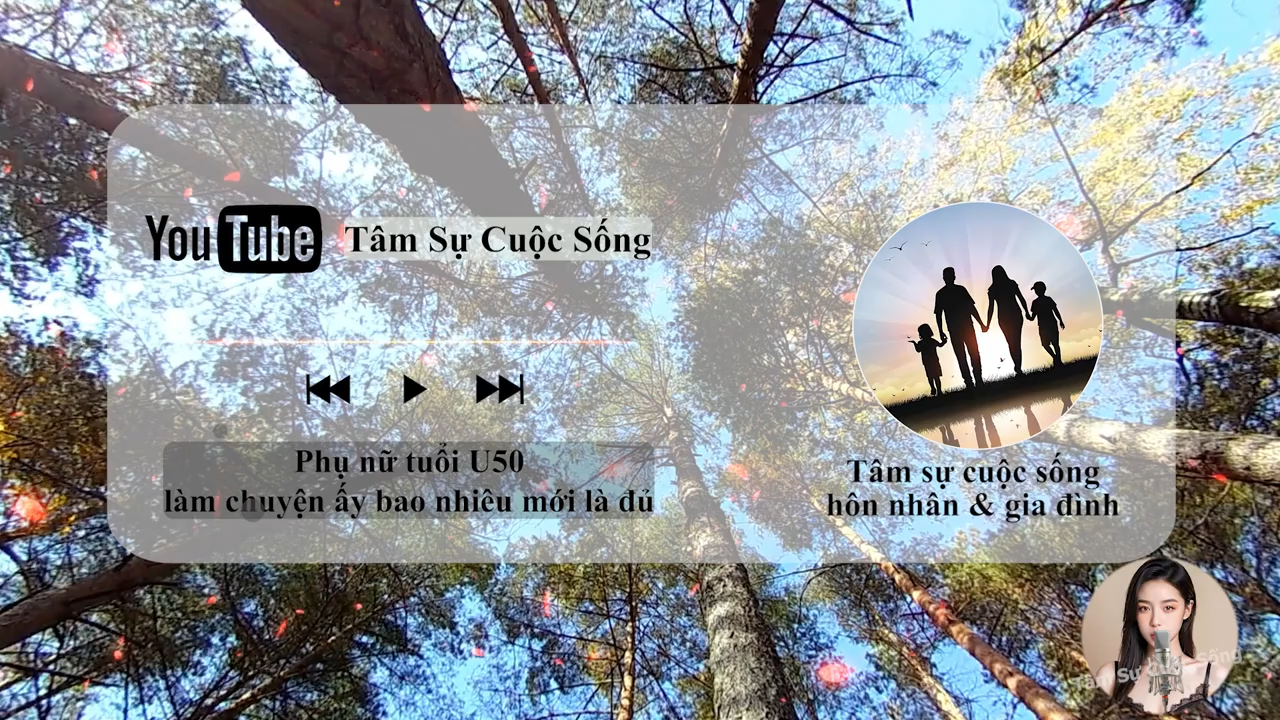 YouTube
Tâm Sự Cuộc Sống
Phụ nữ tuổi U50
làm chuyện ấy bao nhiêu mới là đủ
Tâm sự cuộc sống
hôn nhân & gia đình